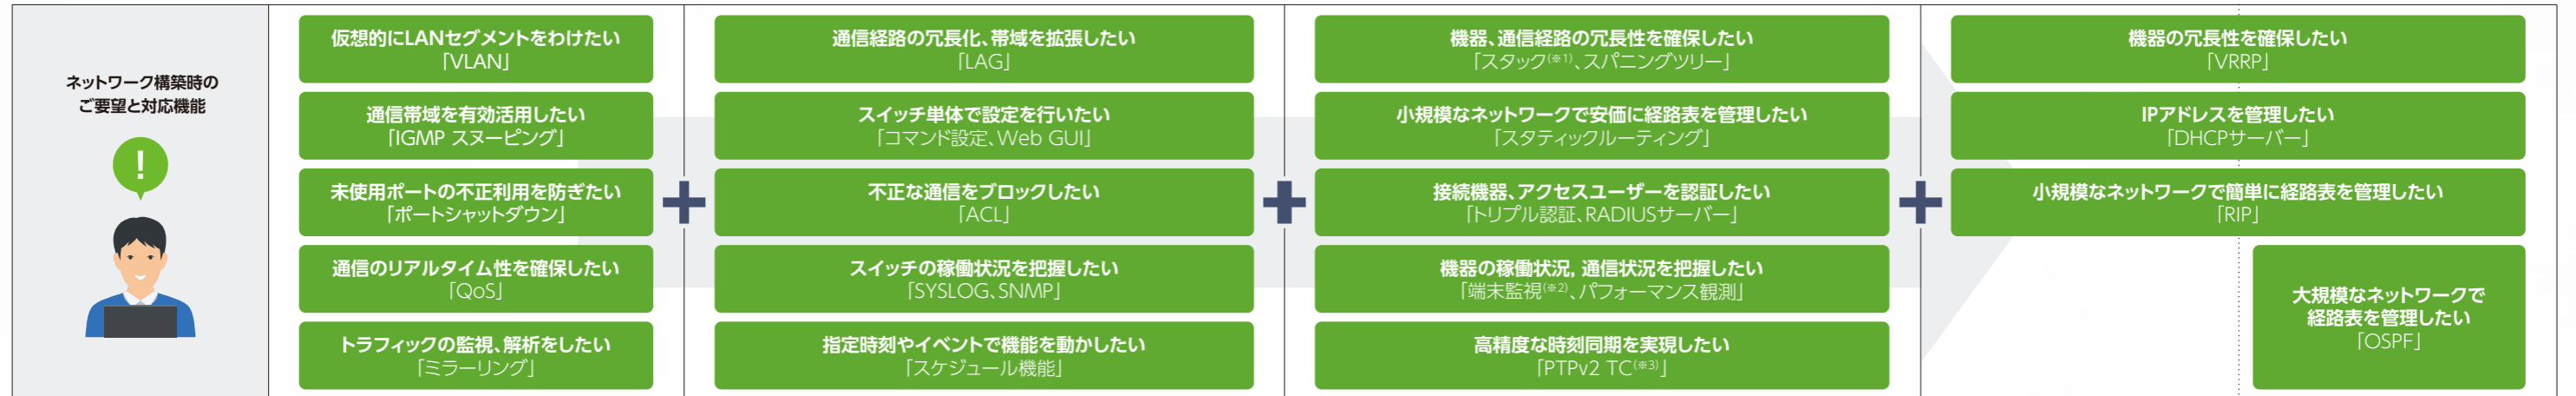 ネットワーク構築時の
ご要望と対応機能
!
仮想的にLANセグメントをわけたい
「VLAN」
通信帯域を有効活用したい
「IGMP スヌーピング」
未使用ポートの不正利用を防ぎたい
「ポートシャットダウン」
通信のリアルタイム性を確保したい
「QoS」
トラフィックの監視、解析をしたい
「ミラーリング」
通信経路の冗長化、帯域を拡張したい
「LAG」
スイッチ単体で設定を行いたい
「コマンド設定、Web GUI」
不正な通信をブロックしたい
「ACL」
スイッチの稼働状況を把握したい
「SYSLOG、SNMP」
指定時刻やイベントで機能を動かしたい
「スケジュール機能」
機器、通信経路の冗長性を確保したい
「スタック(※1)、スパニングツリー」
小規模なネットワークで安価に経路表を管理したい
「スタティックルーティング」
接続機器、アクセスユーザーを認証したい
「トリプル認証、RADIUSサーバー」
機器の稼働状況, 通信状況を把握したい
「端末監視(※2)、パフォーマンス観測」
高精度な時刻同期を実現したい
「PTPv2 TC(※3)」
機器の冗長性を確保したい
「VRRP」
IPアドレスを管理したい
「DHCPサーバー」
小規模なネットワークで簡単に経路表を管理したい
「RIP」
大規模なネットワークで
経路表を管理したい
「OSPF」